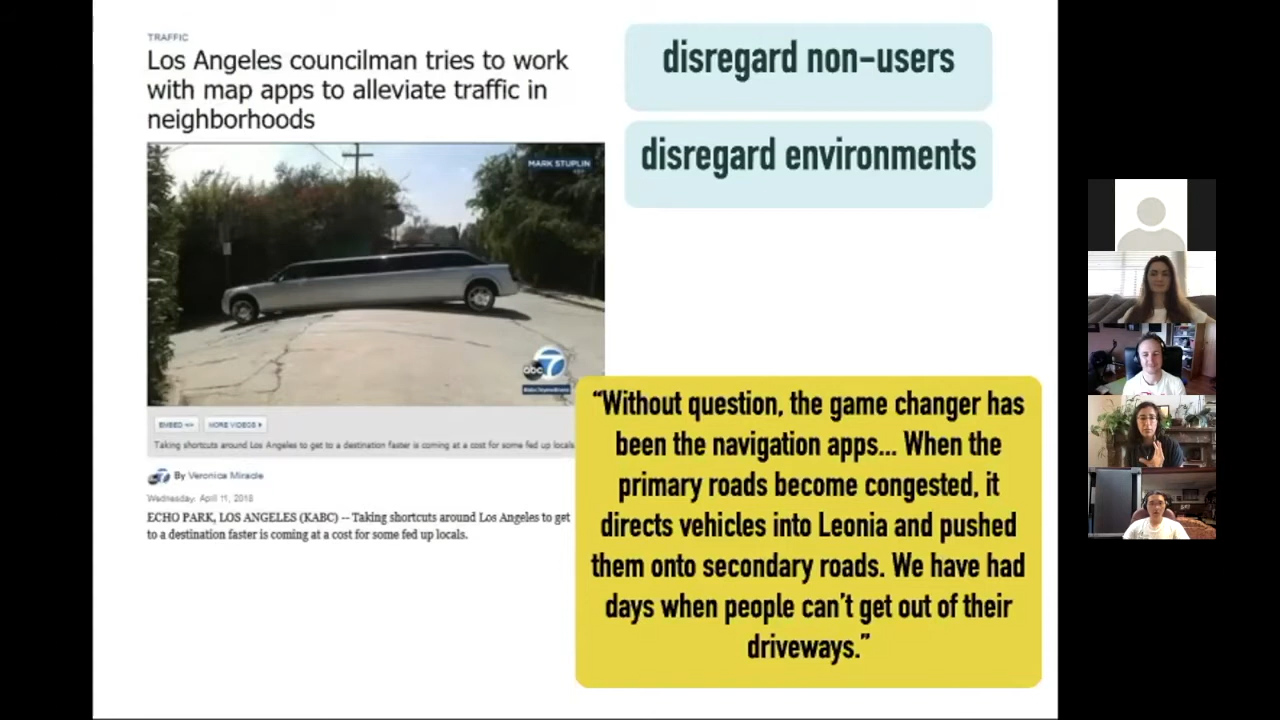 TRAFFIC
Los Angeles councilman tries to work
with map apps to alleviate traffic in
neighborhoods
MARK STUPLIN
abc 7
EMBED <>
MORE VIDEOS
Taking shortcuts around Los Angeles to get to a destination faster is coming at a cost for some fed up locals
By Veronica Miracle
Wednesday, April 11, 2018
ECHO PARK, LOS ANGELES (KABC) -- Taking shortcuts around Los Angeles to get
to a destination faster is coming at a cost for some fed up locals.
disregard non-users
disregard environments
“Without question, the game changer has
been the navigation apps... When the
primary roads become congested, it
directs vehicles into Leonia and pushed
them onto secondary roads. We have had
days when people can’t get out of their
driveways.”